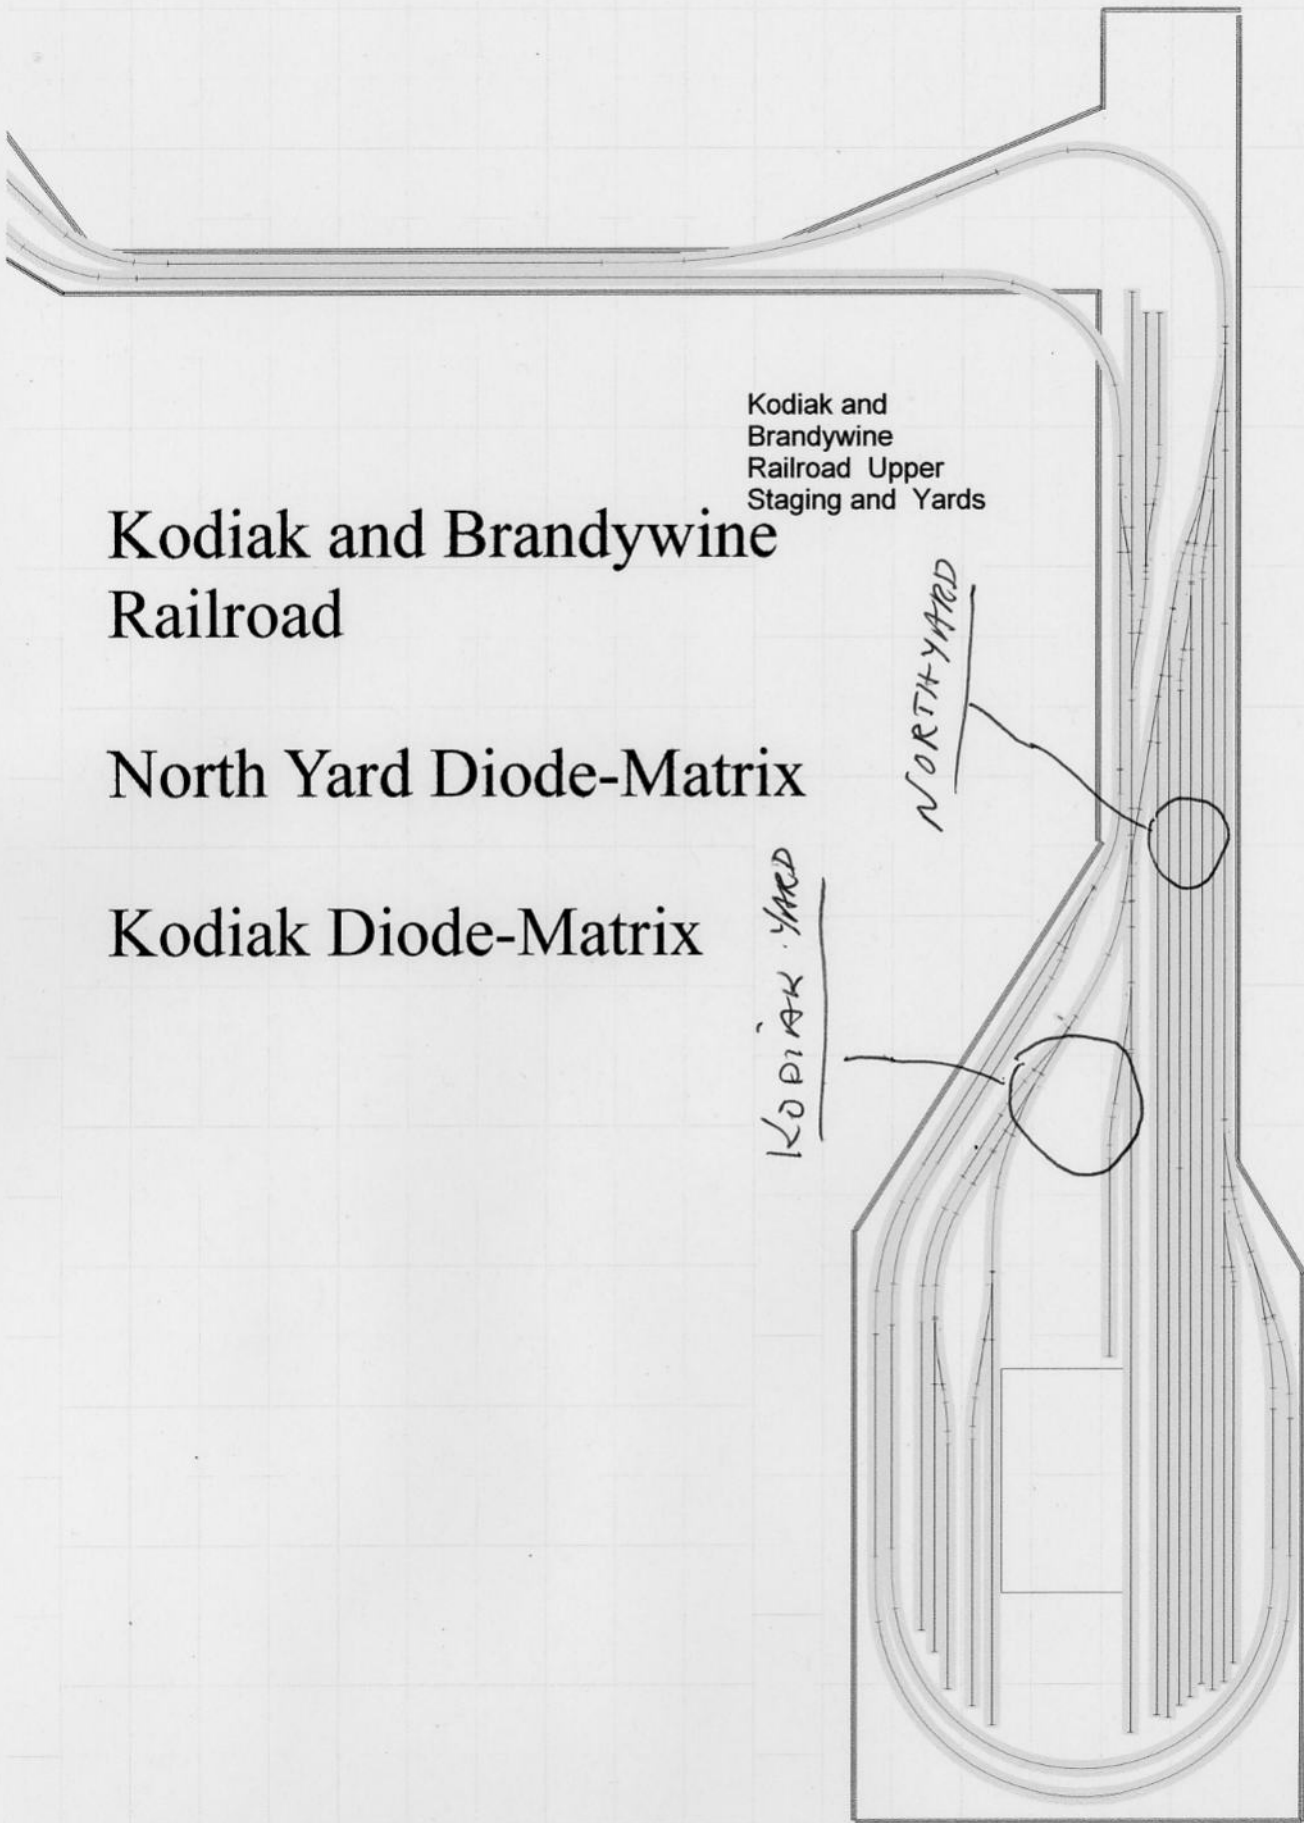 Kodiak and
Brandywine
Railroad Upper
Staging and Yards
Kodiak and Brandywine
Railroad
NORTH YARD
North Yard Diode-Matrix
KODIAK YARD
Kodiak Diode-Matrix